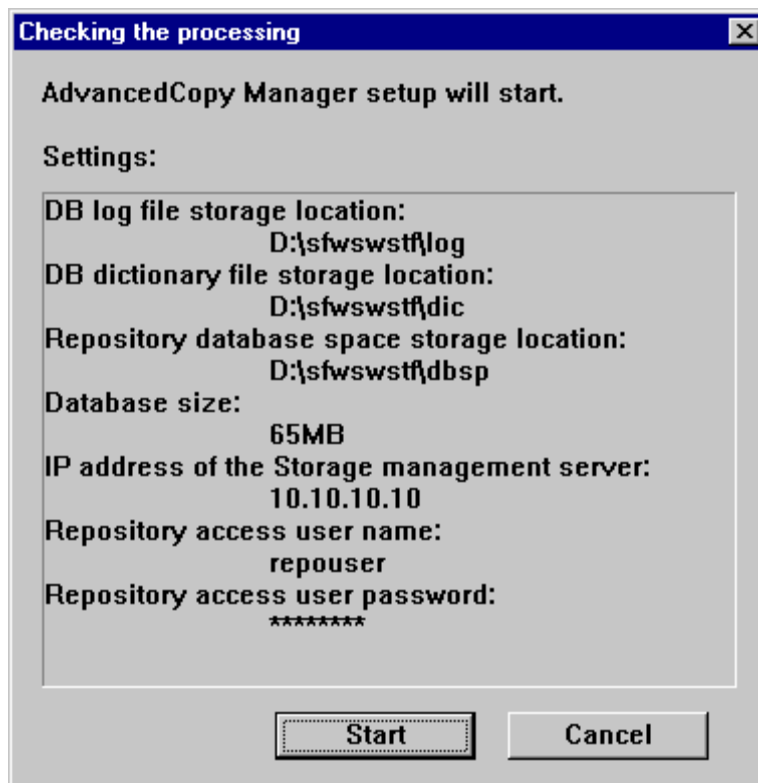 Checking the processing
AdvancedCopy Manager setup will start.
Settings:
DB log file storage location:
D:\sfwswstf\log
DB dictionary file storage location:
D:\sfwswstf\dic
Repository database space storage location:
D:\sfwswstf\dbsp
Database size:
65MB
IP address of the Storage management server:
10.10.10.10
Repository access user name:
repouser
Repository access user password:
********
Start
Cancel